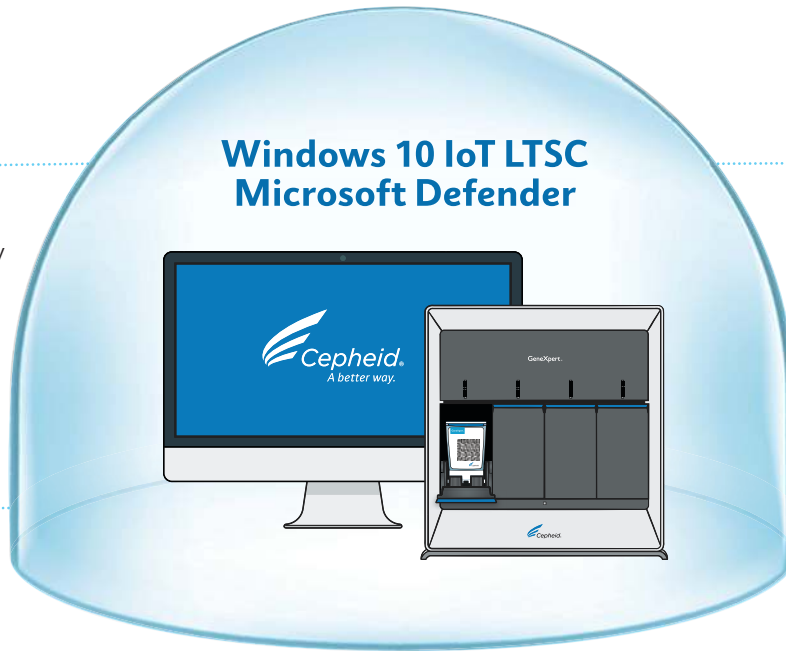 Windows 10 IoT LTSC
Microsoft Defender
y
Cepheid®
A better way.
GeneXpert®
Cepheid.